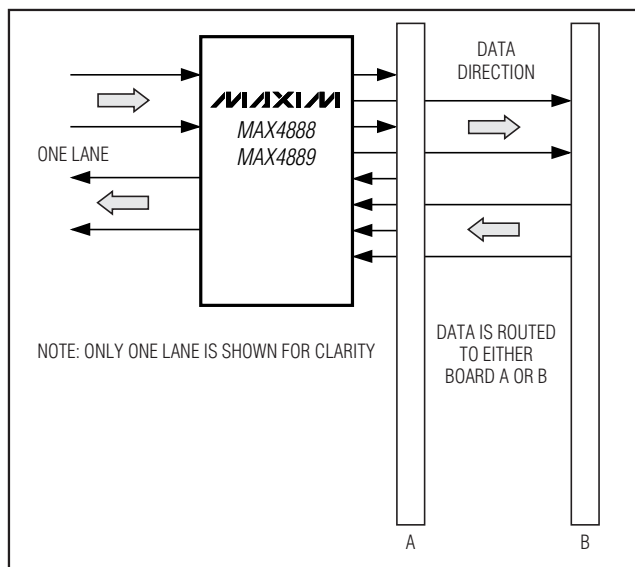 DATA
DIRECTION
MAXIM
MAX4888
MAX4889
ONE LANE
NOTE: ONLY ONE LANE IS SHOWN FOR CLARITY
DATA IS ROUTED
TO EITHER
BOARD A OR B
A
B